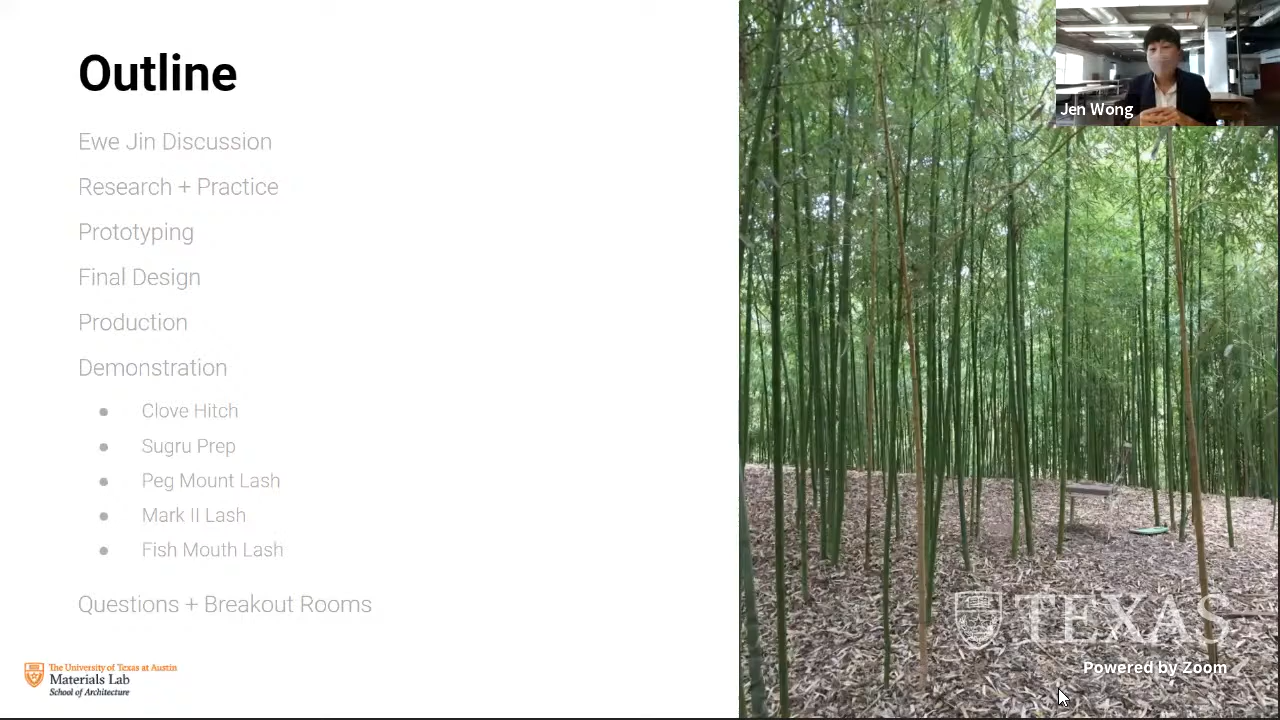 Outline
Ewe Jin Discussion
Research + Practice
Prototyping
Final Design
Production
Demonstration
● Clove Hitch
● Sugru Prep
● Peg Mount Lash
● Mark II Lash
● Fish Mouth Lash
Questions + Breakout Rooms
The University of Texas at Austin
Materials Lab
School of Architecture
Jen Wong
TEXAS
Powered by Zoom